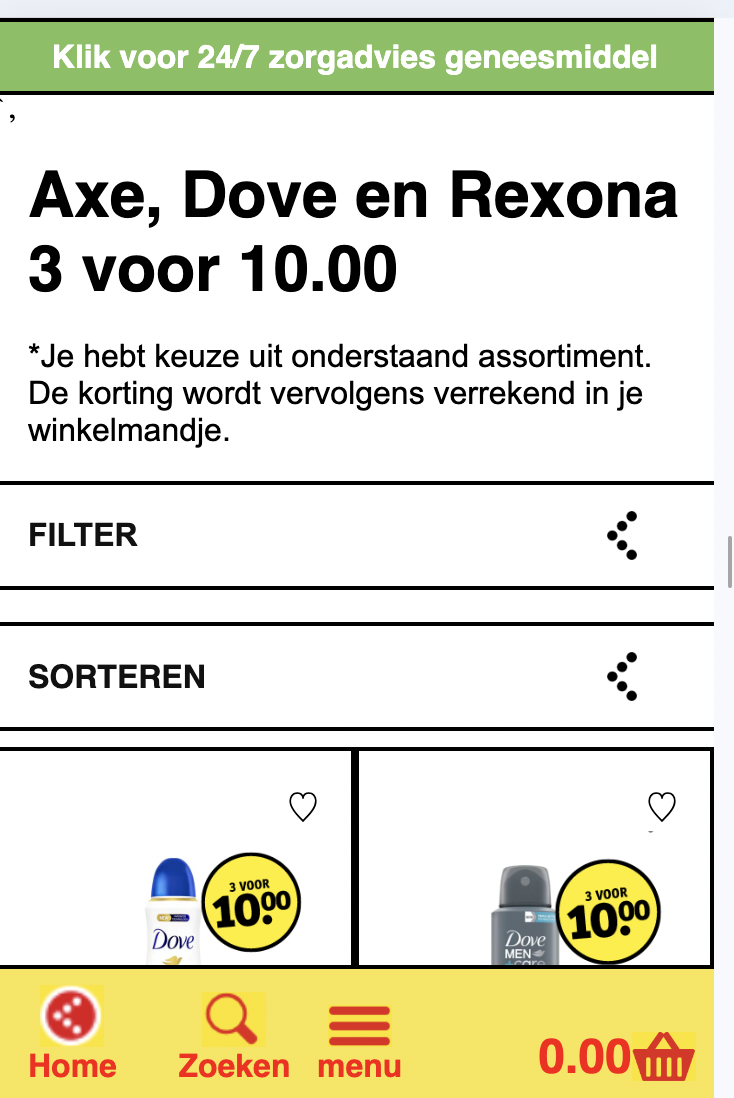 Klik voor 24/7 zorgadvies geneesmiddel
` ,
Axe, Dove en Rexona
3 voor 10.00
*Je hebt keuze uit onderstaand assortiment.
De korting wordt vervolgens verrekend in je
winkelmandje.
FILTER
SORTEREN
3 VOOR
10.00
Dove
3 VOOR
10.00
Dove
MEN
+care
Home
Zoeken
menu
0.00